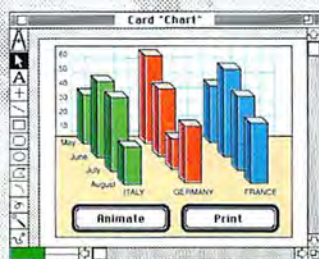 Card "Chart"
A
A
60
50
40
30
20
10
May
June
July
August
ITALY
GERMANY
FRANCE
Animate
Print